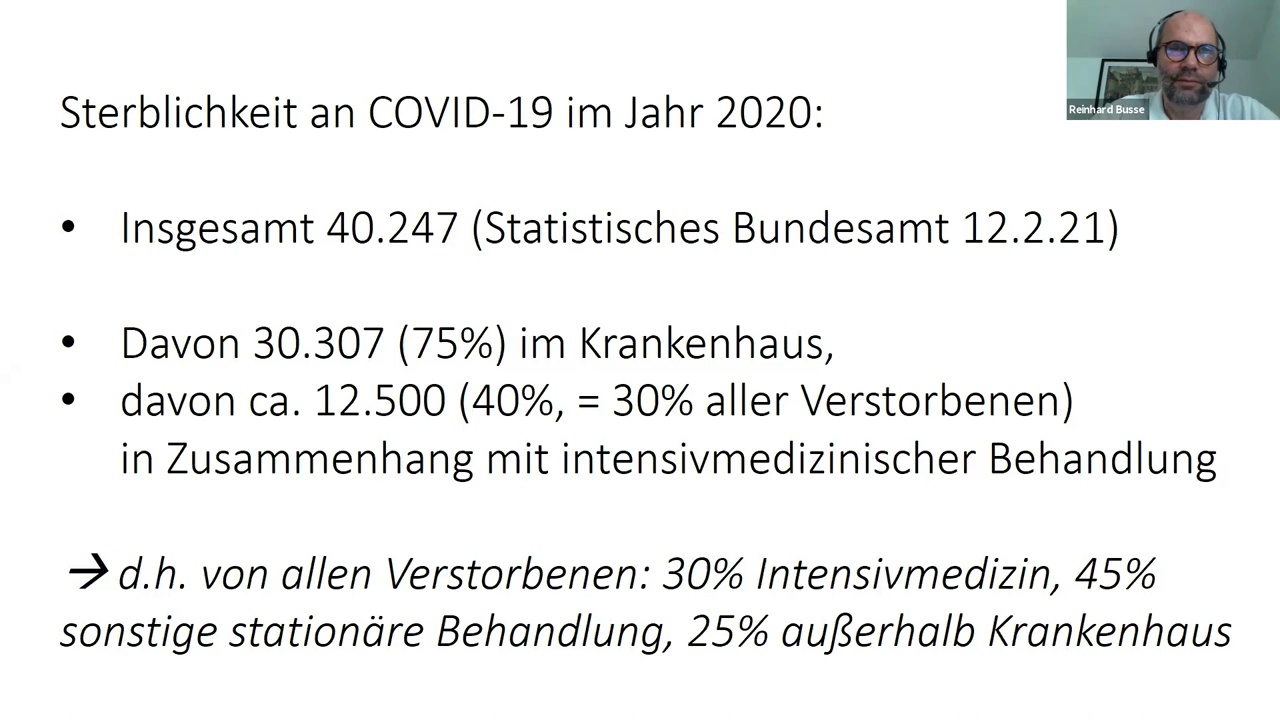 Reinhard Busse
Sterblichkeit an COVID-19 im Jahr 2020:
• Insgesamt 40.247 (Statistisches Bundesamt 12.2.21)
• Davon 30.307 (75%) im Krankenhaus,
• davon ca. 12.500 (40%, = 30% aller Verstorbenen)
in Zusammenhang mit intensivmedizinischer Behandlung
→ d.h. von allen Verstorbenen: 30% Intensivmedizin, 45%
sonstige stationäre Behandlung, 25% außerhalb Krankenhaus